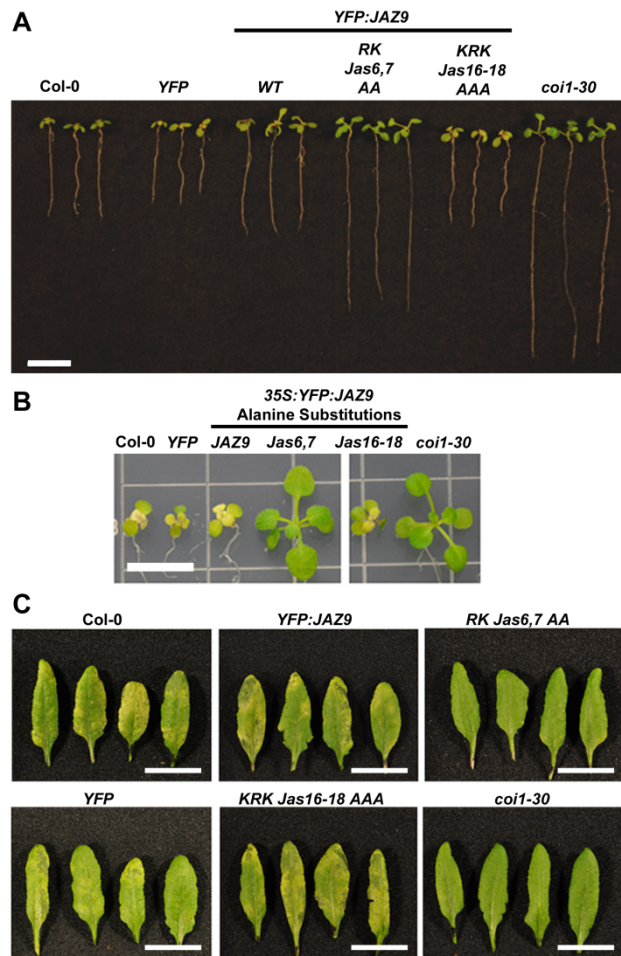 A
YFP:JAZ9
RK
Jas6,7
AA
KRK
Jas16-18
AAA
Col-0 YFP WT coi1-30
B
35S:YFP:JAZ9
Alanine Substitutions
Col-0 YFP JAZ9 Jas6,7 Jas16-18 coi1-30
C
Col-0 YFP:JAZ9 RK Jas6,7 AA
YFP KRK Jas16-18 AAA coi1-30